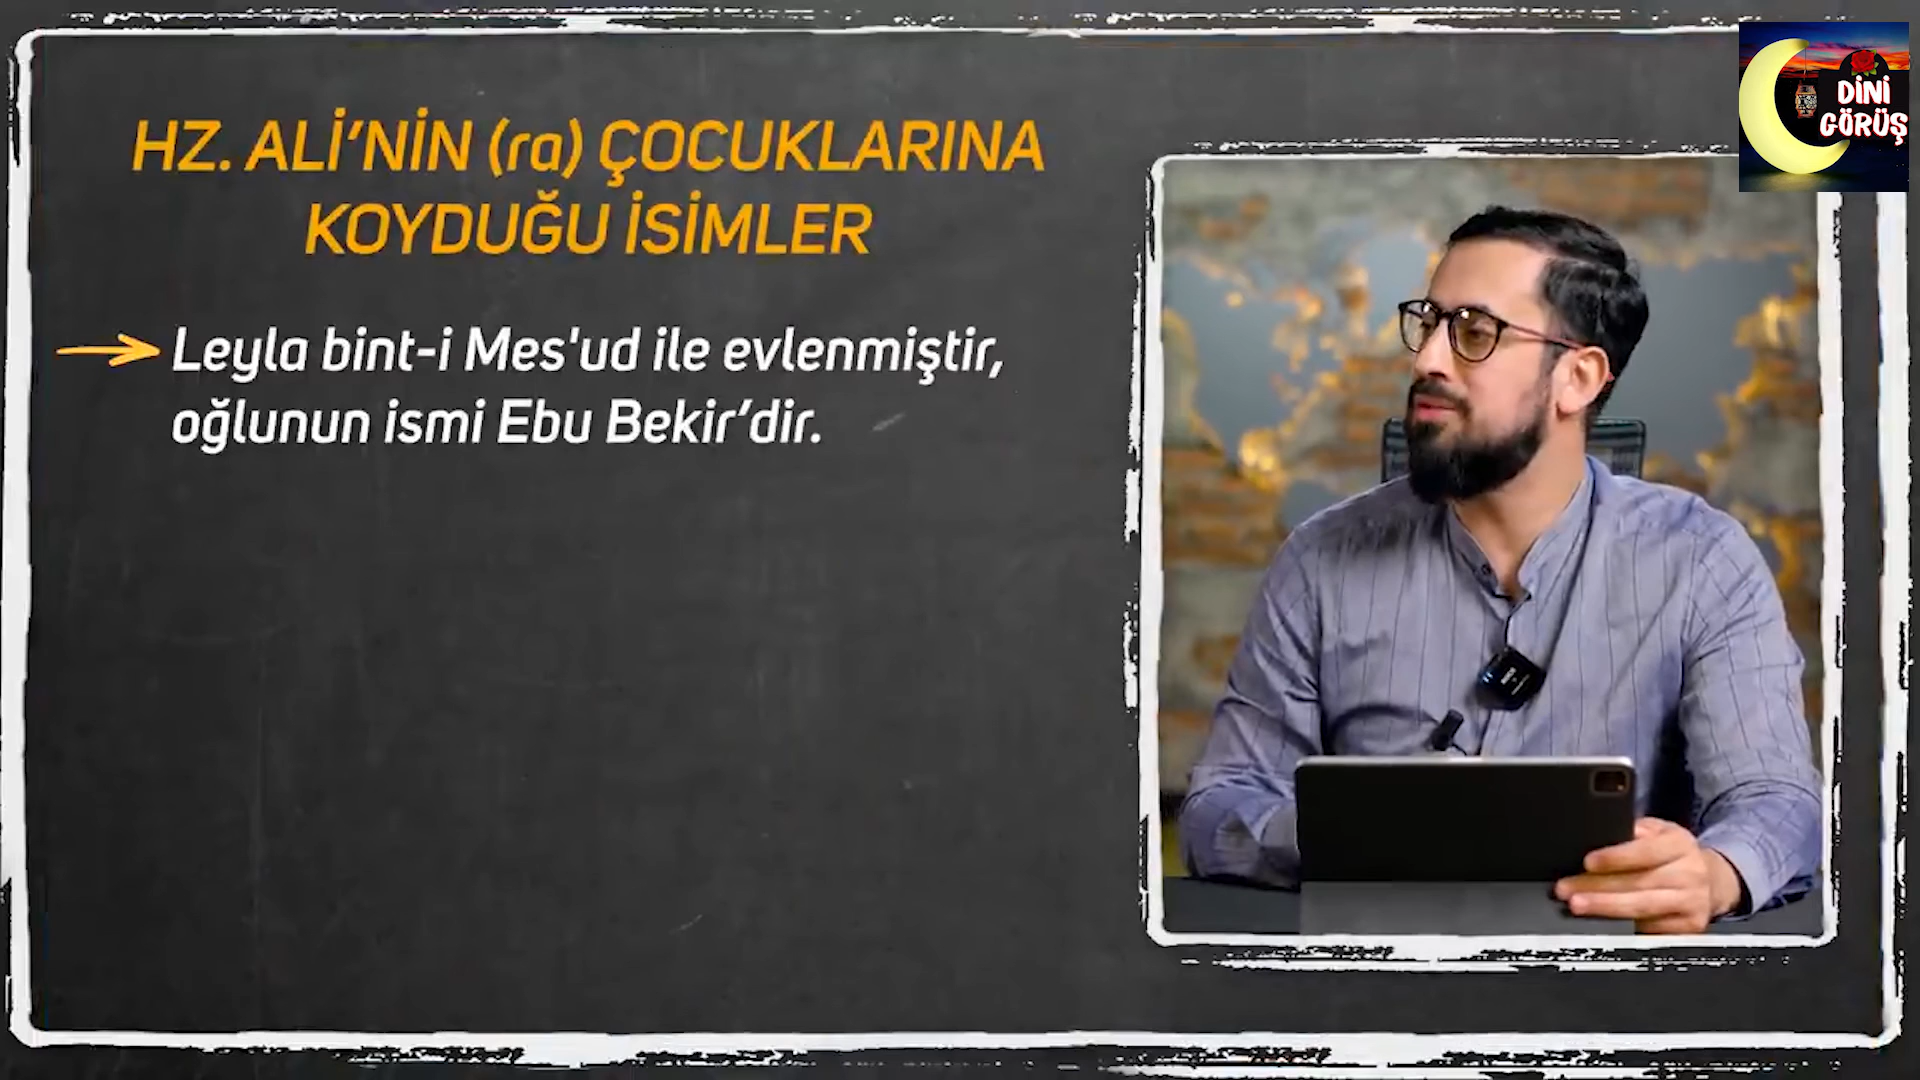 HZ. ALİ’NİN (ra) ÇOCUKLARINA
KOYDUĞU İSİMLER
Leyla bint-i Mes'ud ile evlenmiştir,
oğlunun ismi Ebu Bekir’dir.
DİNİ
GÖRÜŞ